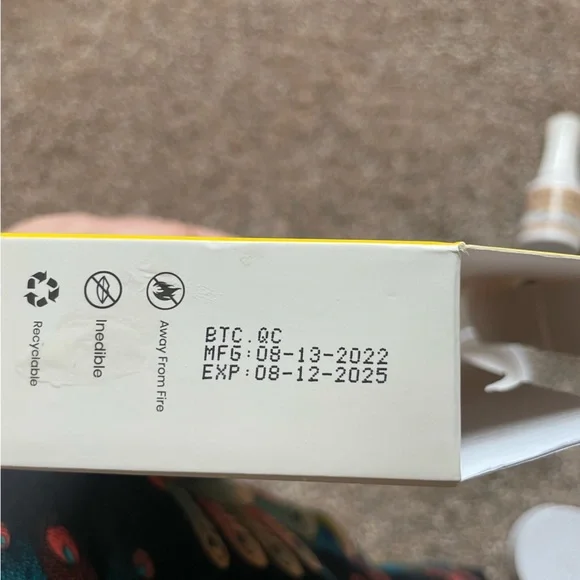 BTC.QC
MFG:08-13-2022
EXP:08-12-2025
Away From Fire
Inedible
Recyclable